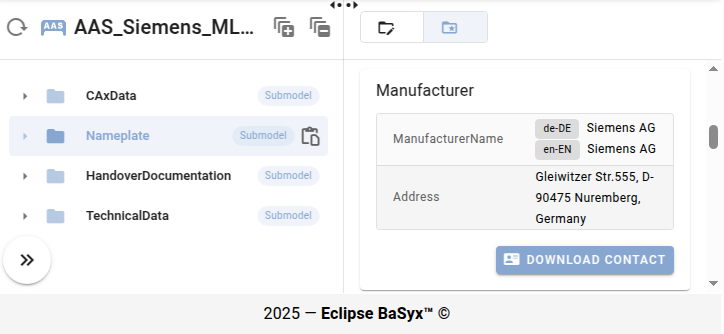 AAS
AAS_Siemens_ML...
CAxData Submodel
Nameplate Submodel
HandoverDocumentation Submodel
TechnicalData Submodel
Manufacturer
ManufacturerName
de-DE Siemens AG
en-EN Siemens AG
Address
Gleiwitzer Str.555, D-
90475 Nuremberg,
Germany
DOWNLOAD CONTACT
2025 — Eclipse BaSyx™ ©